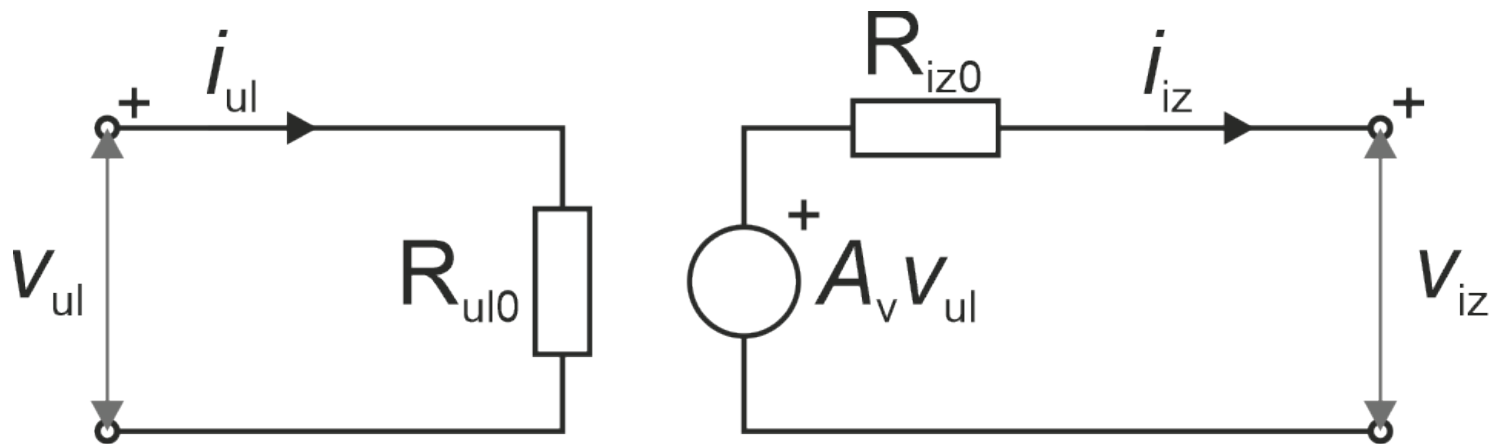 +
i_ul
v_ul
R_ul0
R_iz0
i_iz
+
+
A_v v_ul
v_iz